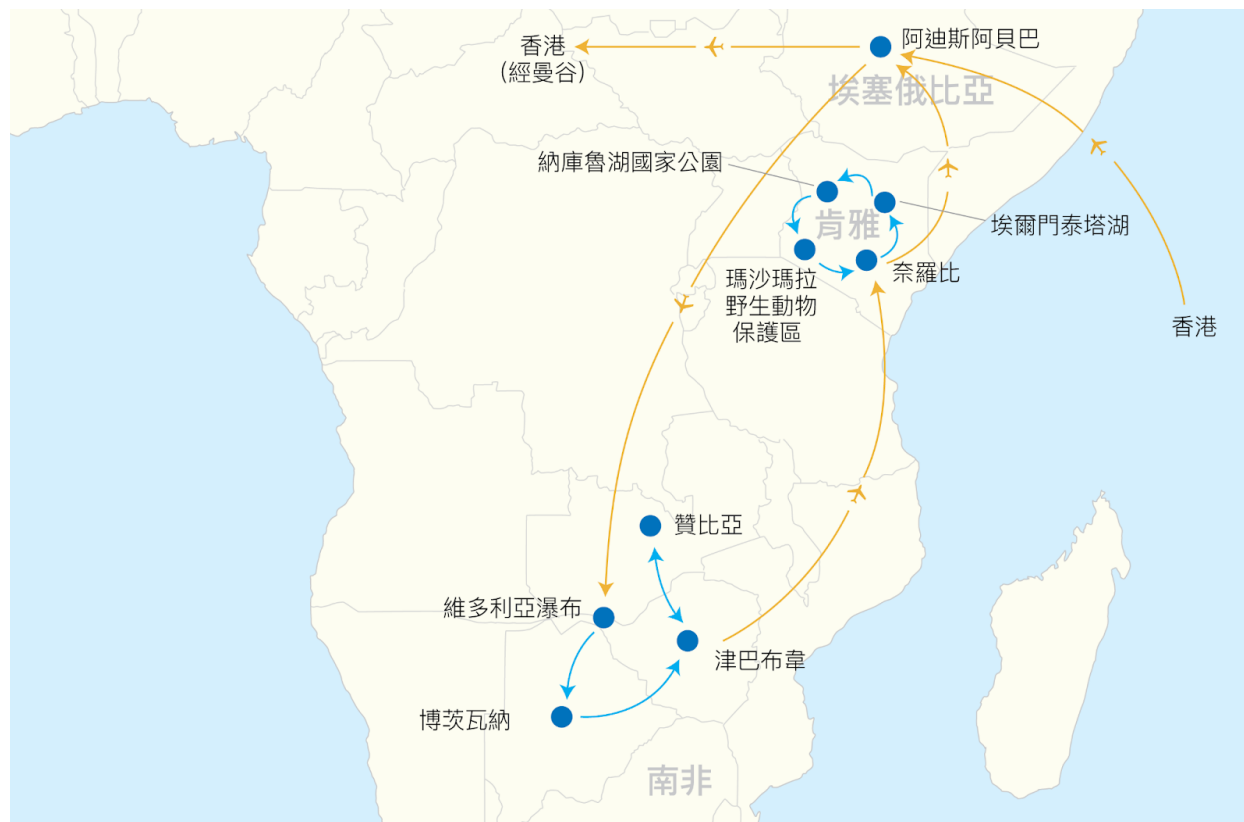 香港
(經曼谷)
阿迪斯阿貝巴
埃塞俄比亞
納庫魯湖國家公園
肯雅
埃爾門泰塔湖
奈羅比
瑪沙瑪拉
野生動物
保護區
香港
贊比亞
維多利亞瀑布
津巴布韋
博茨瓦納
南非